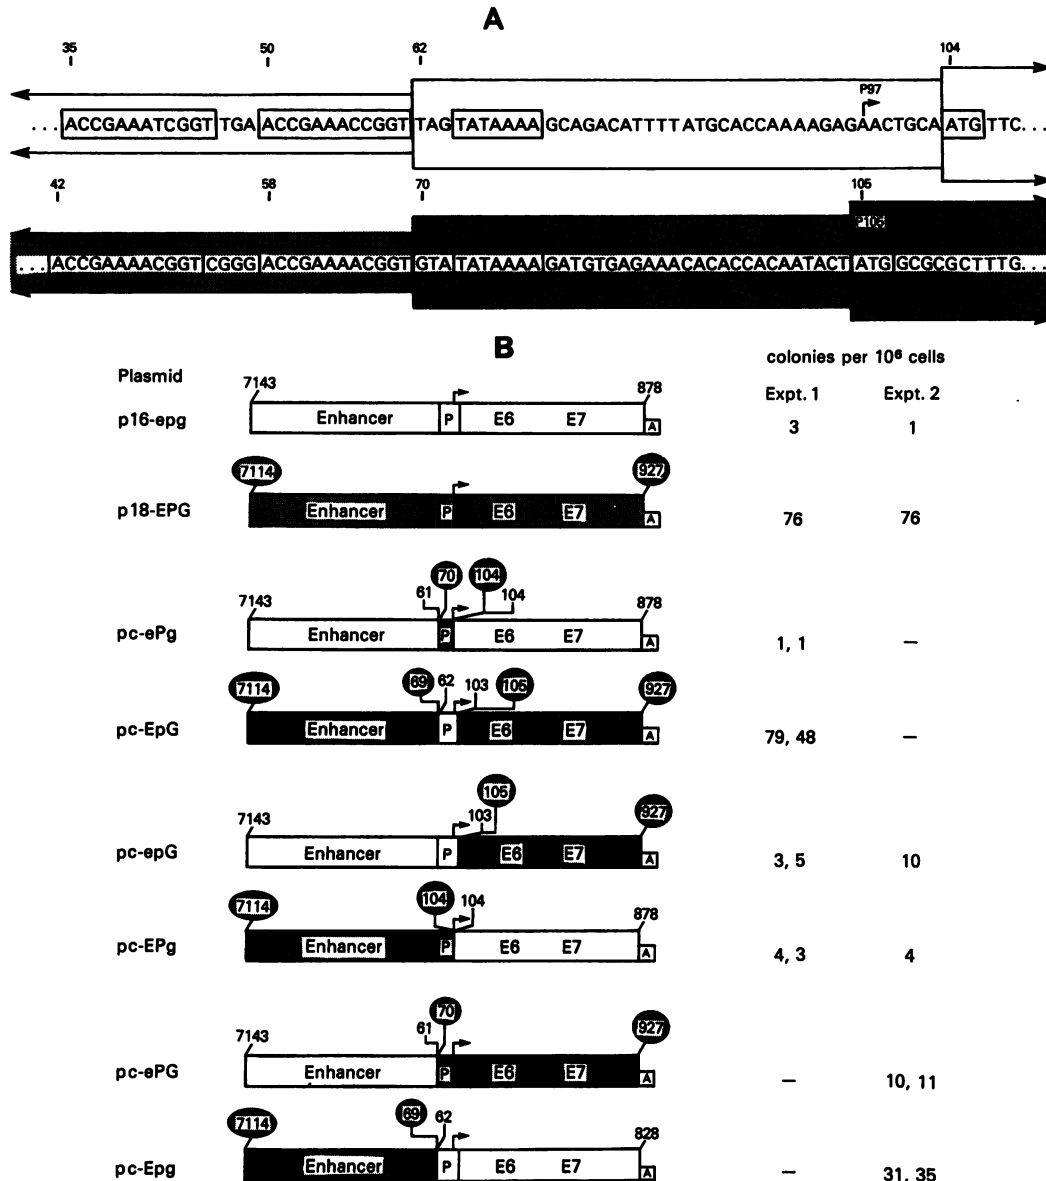 A
35 50 62 104
P97
...ACCGAAATCGGT TGA ACCGAAACCGGT TAG TATAAAA GCAGACATTTTATGCACCAAAAGAGAACTGCA ATG TTC...
42 58 70 105
P105
...ACCGAAAACGGT CGGG ACCGAAAACGGT GTA TATAAAA GATGTGAGAAACACACCACAATACT ATG GCGCGCTTTG...
B
colonies per 10⁶ cells
Plasmid
Expt. 1 Expt. 2
7143 878
p16-epg Enhancer P E6 E7 A 3 1
7114 927
p18-EPG Enhancer P E6 E7 A 76 76
70 104
61 104
7143 878
pc-ePg Enhancer P E6 E7 A 1, 1 –
7114 69 62 103 105 927
pc-EpG Enhancer P E6 E7 A 79, 48 –
105
7143 103 927
pc-epG Enhancer P E6 E7 A 3, 5 10
7114 104 104 878
pc-EPg Enhancer P E6 E7 A 4, 3 4
70
7143 61 927
pc-ePG Enhancer P E6 E7 A – 10, 11
7114 69 62 828
pc-Epg Enhancer P E6 E7 A – 31, 35